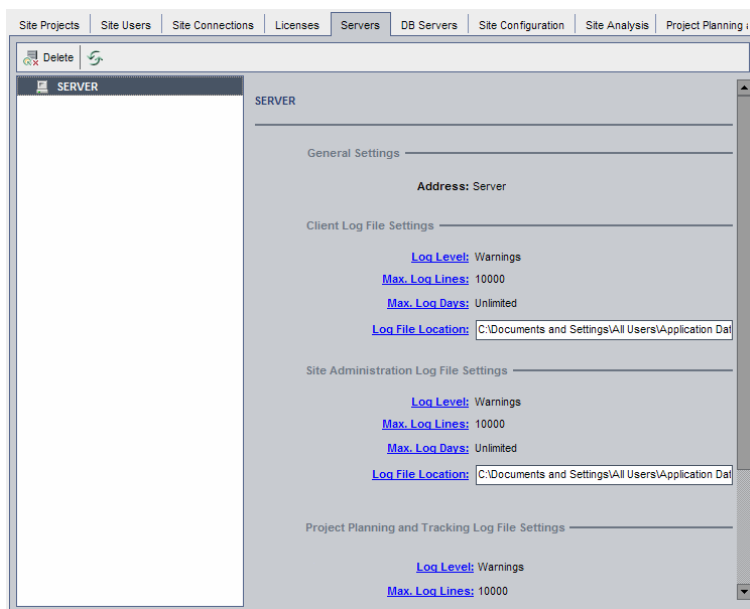 Site Projects Site Users Site Connections Licenses Servers DB Servers Site Configuration Site Analysis Project Planning
Delete
SERVER
SERVER
General Settings
Address: Server
Client Log File Settings
Log Level: Warnings
Max. Log Lines: 10000
Max. Log Days: Unlimited
Log File Location: C:\Documents and Settings\All Users\Application Dat
Site Administration Log File Settings
Log Level: Warnings
Max. Log Lines: 10000
Max. Log Days: Unlimited
Log File Location: C:\Documents and Settings\All Users\Application Dat
Project Planning and Tracking Log File Settings
Log Level: Warnings
Max. Log Lines: 10000